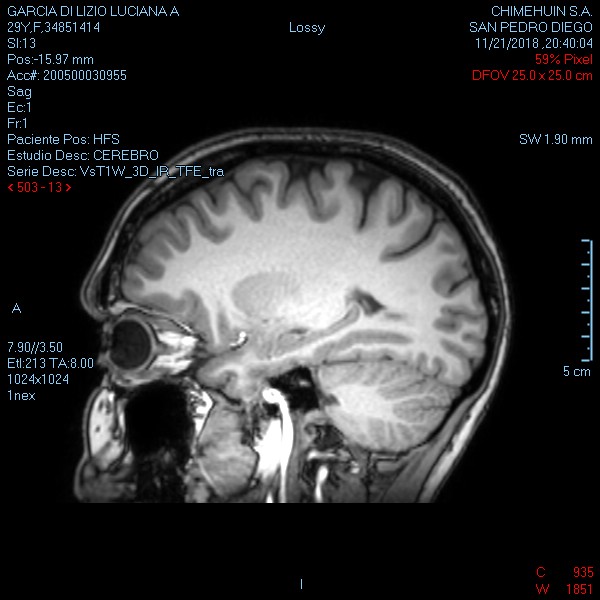 GARCIA DI LIZIO LUCIANA A
29Y,F,34851414
Sl:13
Pos:-15.97 mm
Acc#: 200500030955
Sag
Ec:1
Fr:1
Paciente Pos: HFS
Estudio Desc: CEREBRO
Serie Desc: VsT1W_3D_IR_TFE_tra
< 503 - 13 >
Lossy
CHIMEHUIN S.A.
SAN PEDRO DIEGO
11/21/2018 ,20:40:04
59% Pixel
DFOV 25.0 x 25.0 cm
SW 1.90 mm
A
7.90//3.50
Etl:213 TA:8.00
1024x1024
1nex
5 cm
I
C 935
W 1851